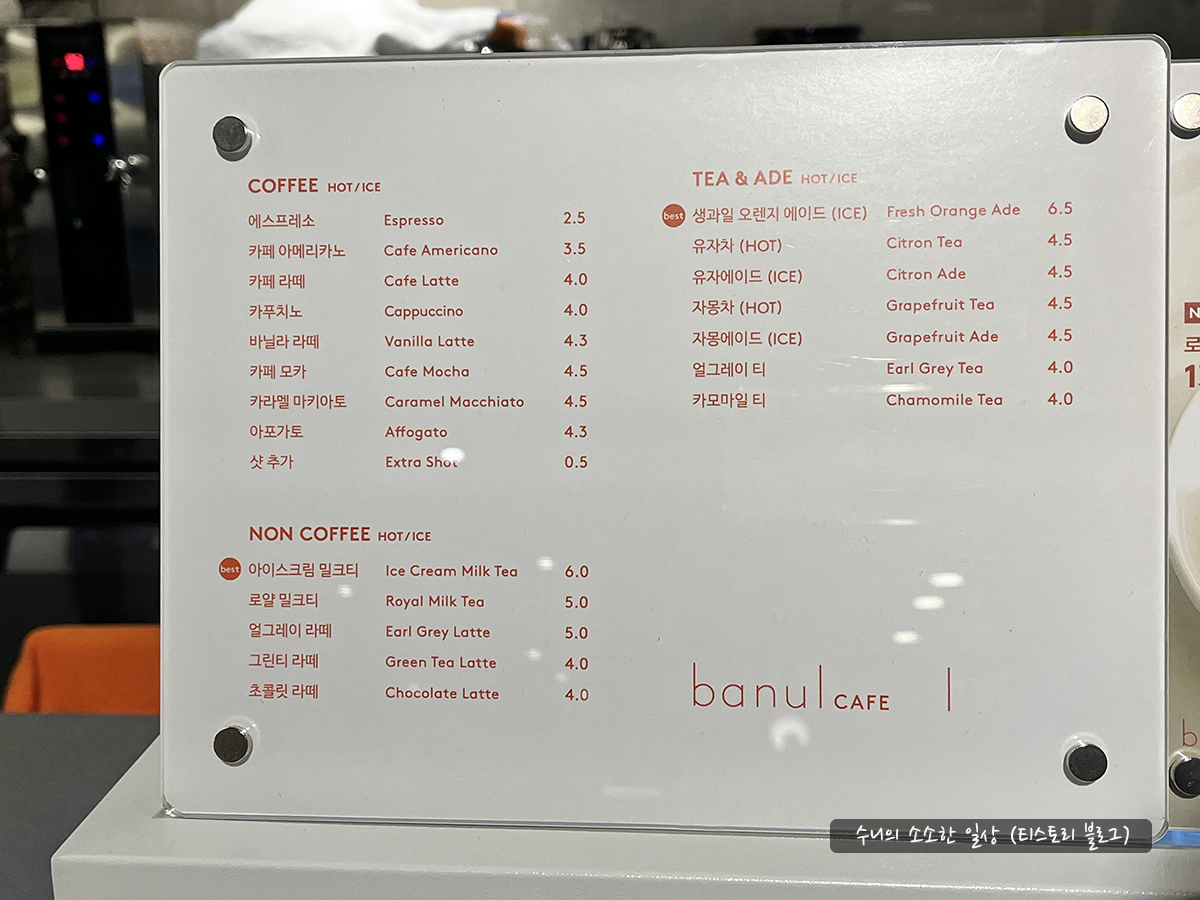 COFFEE HOT/ICE
에스프레소 Espresso 2.5
카페 아메리카노 Cafe Americano 3.5
카페 라떼 Cafe Latte 4.0
카푸치노 Cappuccino 4.0
바닐라 라떼 Vanilla Latte 4.3
카페 모카 Cafe Mocha 4.5
카라멜 마키아토 Caramel Macchiato 4.5
아포가토 Affogato 4.3
샷 추가 Extra Shot 0.5
NON COFFEE HOT/ICE
best 아이스크림 밀크티 Ice Cream Milk Tea 6.0
로얄 밀크티 Royal Milk Tea 5.0
얼그레이 라떼 Earl Grey Latte 5.0
그린티 라떼 Green Tea Latte 4.0
초콜릿 라떼 Chocolate Latte 4.0
TEA & ADE HOT/ICE
best 생과일 오렌지 에이드 (ICE) Fresh Orange Ade 6.5
유자차 (HOT) Citron Tea 4.5
유자에이드 (ICE) Citron Ade 4.5
자몽차 (HOT) Grapefruit Tea 4.5
자몽에이드 (ICE) Grapefruit Ade 4.5
얼그레이 티 Earl Grey Tea 4.0
카모마일 티 Chamomile Tea 4.0
banul CAFE
수니의 소소한 일상 (티스토리 블로그)